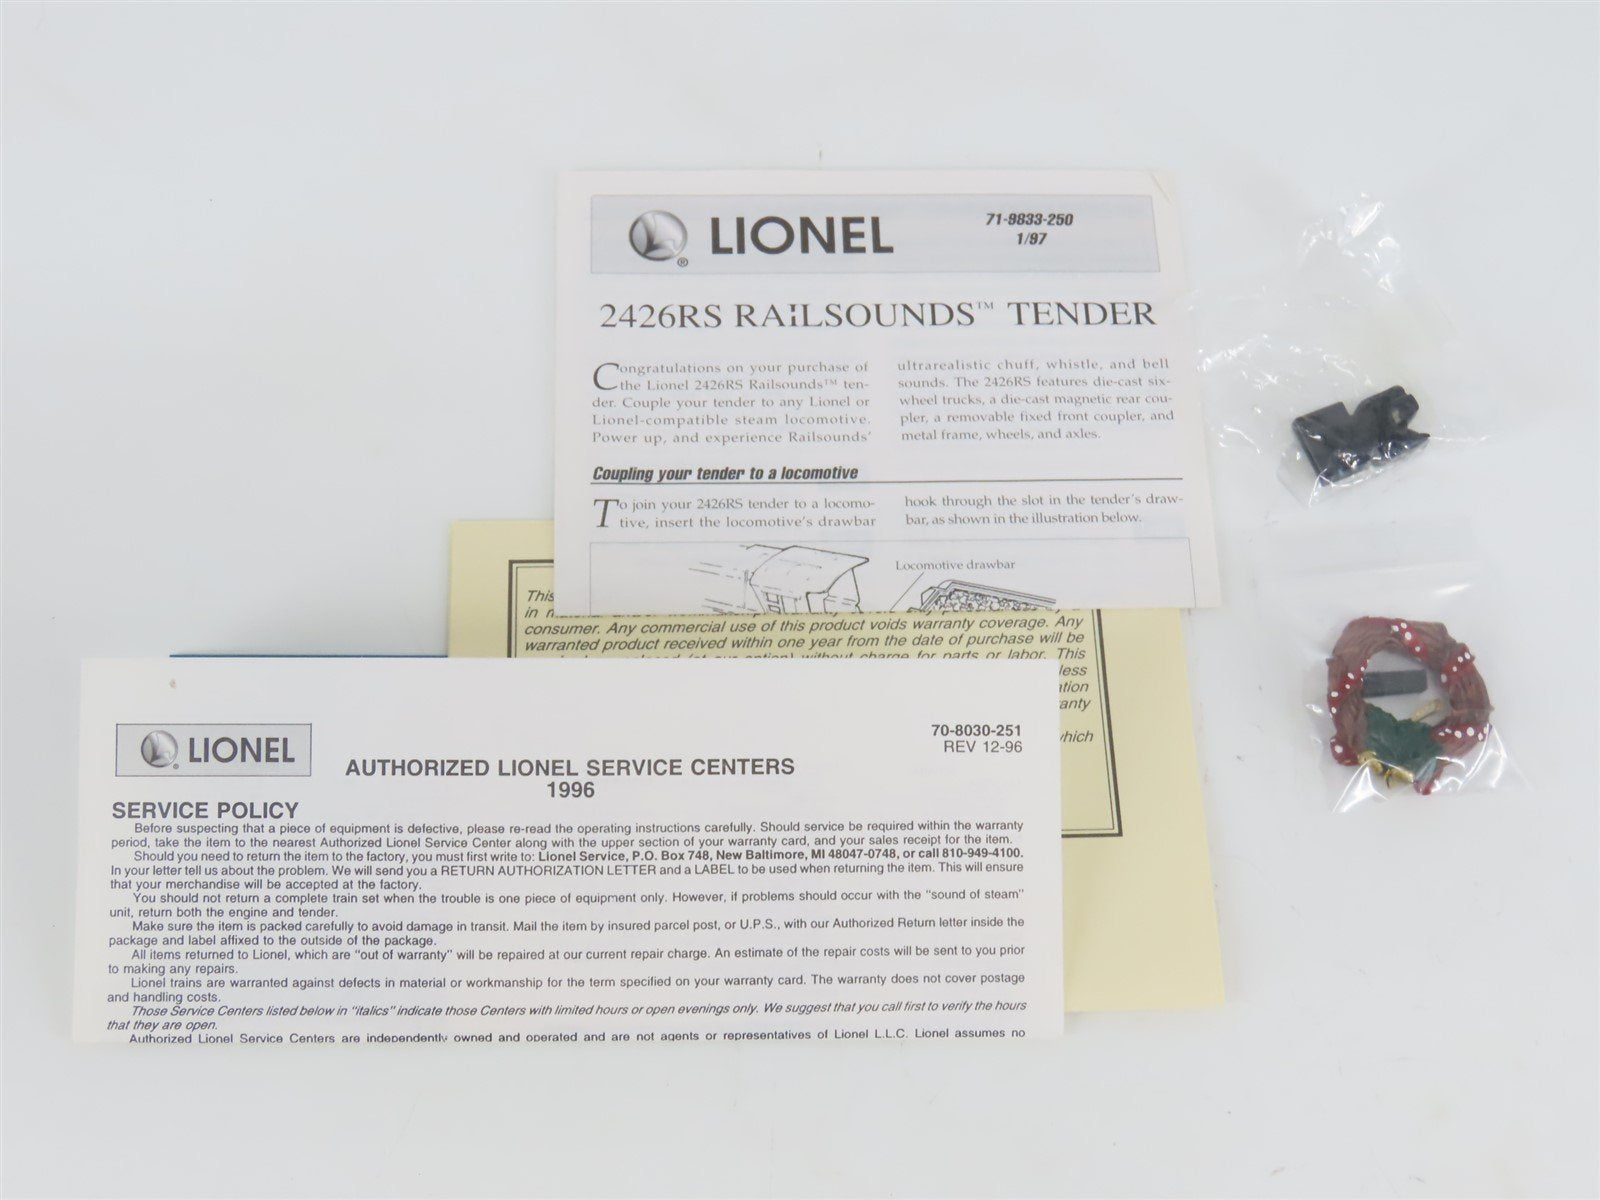 LIONEL
®
71-9833-250
1/97
2426RS RAILSOUNDS™ TENDER
Congratulations on your purchase of
the Lionel 2426RS Railsounds™ ten-
der. Couple your tender to any Lionel or
Lionel-compatible steam locomotive.
Power up, and experience Railsounds'
ultrarealistic chuff, whistle, and bell
sounds. The 2426RS features die-cast six-
wheel trucks, a die-cast magnetic rear cou-
pler, a removable fixed front coupler, and
metal frame, wheels, and axles.
Coupling your tender to a locomotive
To join your 2426RS tender to a locomo-
tive, insert the locomotive's drawbar
hook through the slot in the tender's draw-
bar, as shown in the illustration below.
Locomotive drawbar
This
in
consumer. Any commercial use of this product voids warranty coverage. Any
warranted product received within one year from the date of purchase will be
(at our option) without charge for parts or labor. This
less
ation
anty
which
LIONEL
70-8030-251
REV 12-96
AUTHORIZED LIONEL SERVICE CENTERS
1996
SERVICE POLICY
Before suspecting that a piece of equipment is defective, please re-read the operating instructions carefully. Should service be required within the warranty
period, take the item to the nearest Authorized Lionel Service Center along with the upper section of your warranty card, and your sales receipt for the item.
Should you need to return the item to the factory, you must first write to: Lionel Service, P.O. Box 748, New Baltimore, MI 48047-0748, or call 810-949-4100.
In your letter tell us about the problem. We will send you a RETURN AUTHORIZATION LETTER and a LABEL to be used when returning the item. This will ensure
that your merchandise will be accepted at the factory.
You should not return a complete train set when the trouble is one piece of equipment only. However, if problems should occur with the "sound of steam"
unit, return both the engine and tender.
Make sure the item is packed carefully to avoid damage in transit. Mail the item by insured parcel post, or U.P.S., with our Authorized Return letter inside the
package and label affixed to the outside of the package.
All items returned to Lionel, which are "out of warranty" will be repaired at our current repair charge. An estimate of the repair costs will be sent to you prior
to making any repairs.
Lionel trains are warranted against defects in material or workmanship for the term specified on your warranty card. The warranty does not cover postage
and handling costs.
Those Service Centers listed below in "italics" indicate those Centers with limited hours or open evenings only. We suggest that you call first to verify the hours
that they are open.
Authorized Lionel Service Centers are independently owned and operated and are not agents or representatives of Lionel L.L.C. Lionel assumes no